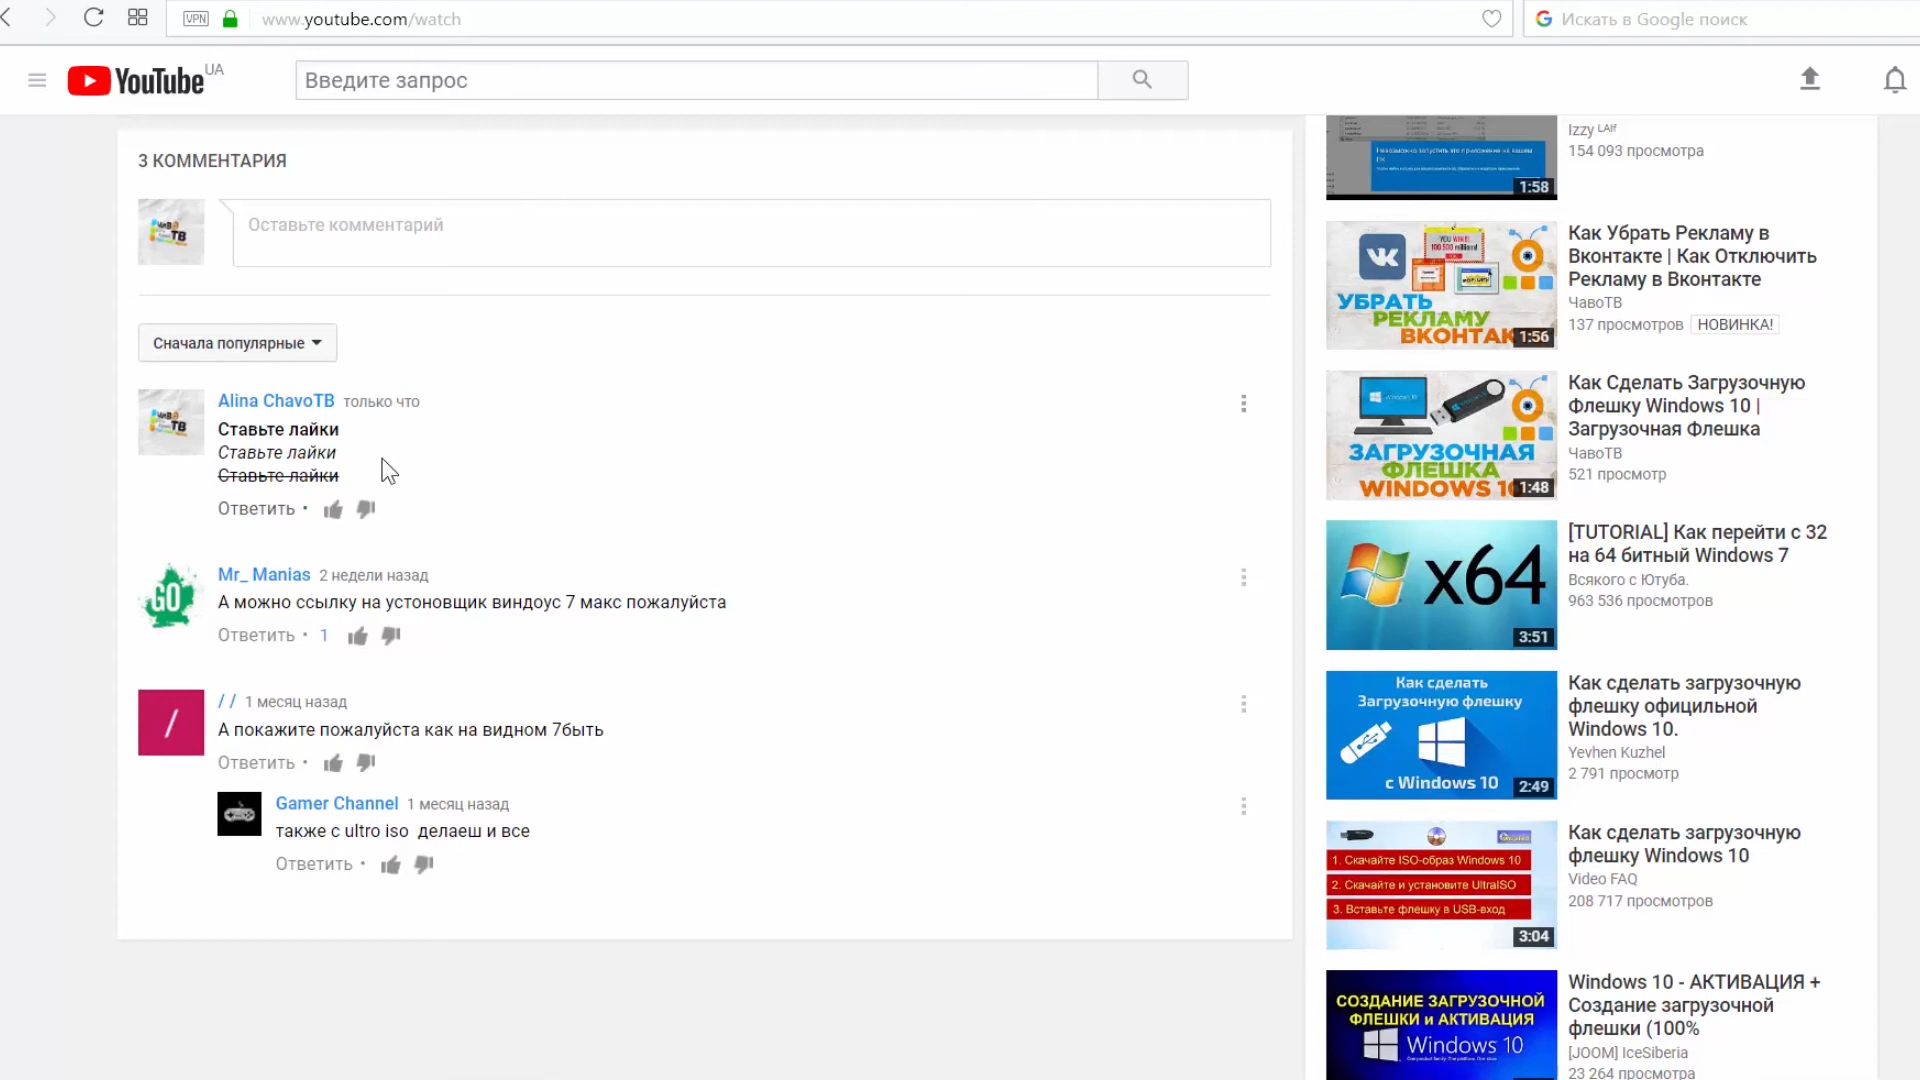 VPN
www.youtube.com/watch
Искать в Google поиск
YouTube UA
Введите запрос
3 КОММЕНТАРИЯ
Оставьте комментарий
Сначала популярные
Alina ChavoTB только что
Ставьте лайки
Ставьте лайки
Ставьте лайки
Ответить •
GO
Mr_ Manias 2 недели назад
А можно ссылку на устоновщик виндоус 7 макс пожалуйста
Ответить • 1
/
/ / 1 месяц назад
А покажите пожалуйста как на видном 7быть
Ответить •
Gamer Channel 1 месяц назад
также с ultro iso делаеш и все
Ответить •
1:58
Izzy LAIf
154 093 просмотра
YOU WIN!!!
УБРАТЬ
РЕКЛАМУ
ВКОНТАК
1:56
Как Убрать Рекламу в
Вконтакте | Как Отключить
Рекламу в Вконтакте
ЧавоТВ
137 просмотров НОВИНКА!
ЗАГРУЗОЧНАЯ
ФЛЕШКА
WINDOWS 10
1:48
Как Сделать Загрузочную
Флешку Windows 10 |
Загрузочная Флешка
ЧавоТВ
521 просмотр
x64
3:51
[TUTORIAL] Как перейти с 32
на 64 битный Windows 7
Всякого с Ютуба.
963 536 просмотров
Как сделать
Загрузочную флешку
с Windows 10
2:49
Как сделать загрузочную
флешку официльной
Windows 10.
Yevhen Kuzhel
2 791 просмотр
1. Скачайте ISO-образ Windows 10
2. Скачайте и установите UltraISO
3. Вставьте флешку в USB-вход
3:04
Как сделать загрузочную
флешку Windows 10
Video FAQ
208 717 просмотров
СОЗДАНИЕ ЗАГРУЗОЧНОЙ
ФЛЕШКИ и АКТИВАЦИЯ
Windows 10
Windows 10 - АКТИВАЦИЯ +
Создание загрузочной
флешки (100%
[JOOM] IceSiberia
23 264 просмотра